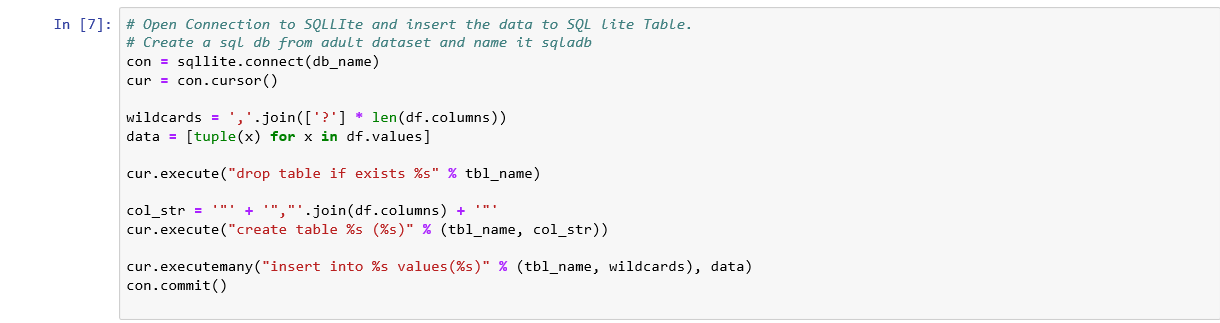 In [7]: # Open Connection to SQLLIte and insert the data to SQL lite Table.
# Create a sql db from adult dataset and name it sqladb
con = sqllite.connect(db_name)
cur = con.cursor()
wildcards = ','.join(['?'] * len(df.columns))
data = [tuple(x) for x in df.values]
cur.execute("drop table if exists %s" % tbl_name)
col_str = '"' + '","'.join(df.columns) + '"'
cur.execute("create table %s (%s)" % (tbl_name, col_str))
cur.executemany("insert into %s values(%s)" % (tbl_name, wildcards), data)
con.commit()